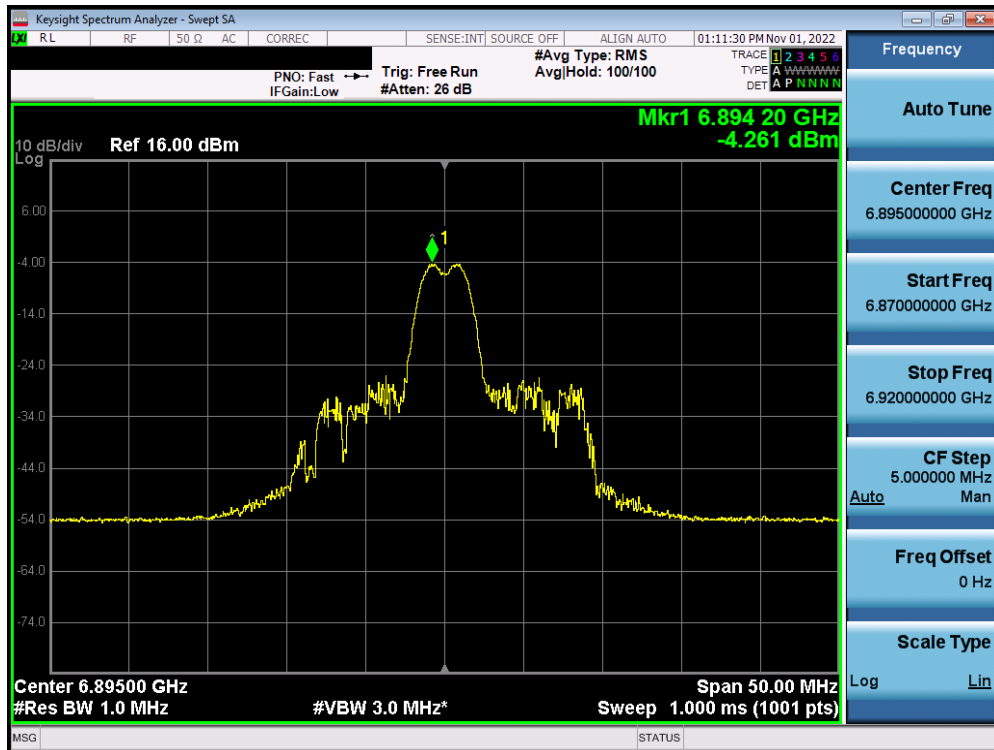 Keysight Spectrum Analyzer - Swept SA
LXI RL RF 50 Ω AC CORREC SENSE:INT SOURCE OFF ALIGN AUTO 01:11:30 PM Nov 01, 2022
PNO: Fast
IFGain:Low
Trig: Free Run
#Atten: 26 dB
#Avg Type: RMS
Avg|Hold: 100/100
TRACE 1 2 3 4 5 6
TYPE A WWWWW
DET A P N N N N
Mkr1 6.894 20 GHz
-4.261 dBm
10 dB/div Ref 16.00 dBm
Log
6.00
1
-4.00
-14.0
-24.0
-34.0
-44.0
-54.0
-64.0
-74.0
Center 6.89500 GHz Span 50.00 MHz
#Res BW 1.0 MHz #VBW 3.0 MHz* Sweep 1.000 ms (1001 pts)
MSG STATUS
Frequency
Auto Tune
Center Freq
6.895000000 GHz
Start Freq
6.870000000 GHz
Stop Freq
6.920000000 GHz
CF Step
5.000000 MHz
Auto Man
Freq Offset
0 Hz
Scale Type
Log Lin